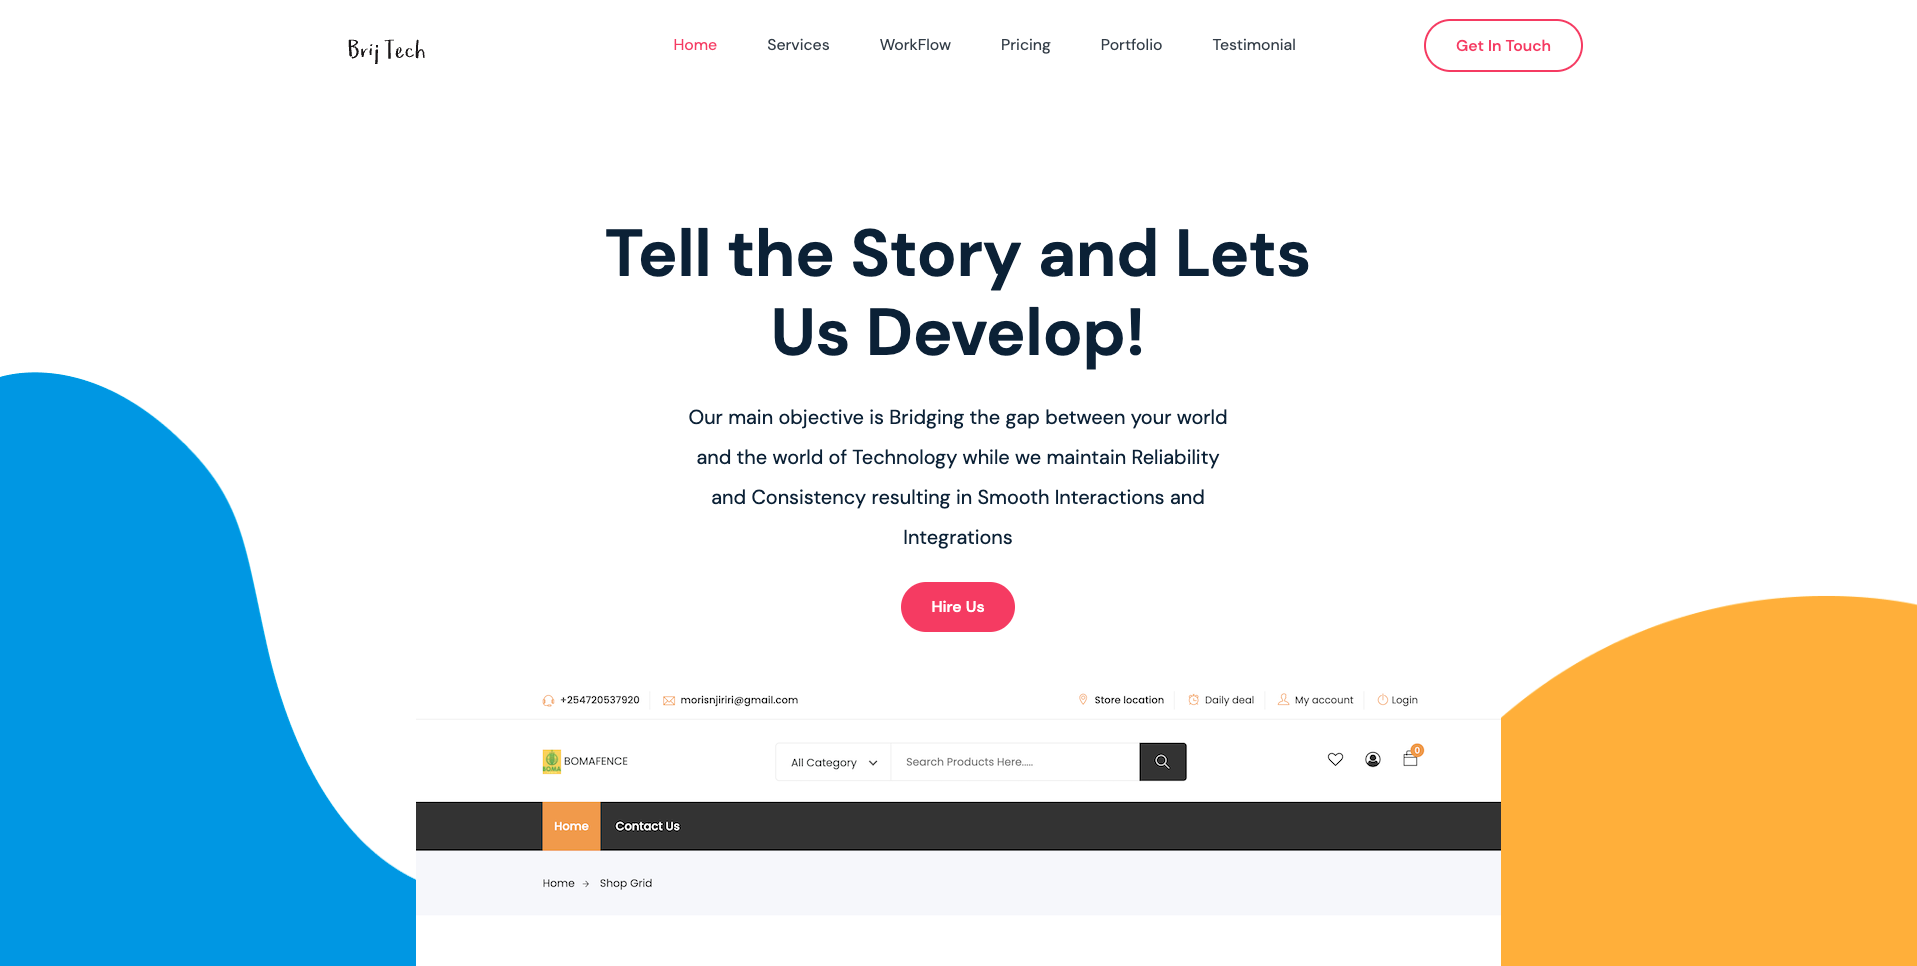 Brij Tech
Home Services WorkFlow Pricing Portfolio Testimonial
Get In Touch
Tell the Story and Lets
Us Develop!
Our main objective is Bridging the gap between your world
and the world of Technology while we maintain Reliability
and Consistency resulting in Smooth Interactions and
Integrations
Hire Us
+254720537920 morisnjiriri@gmail.com Store location Daily deal My account Login
BOMA BOMAFENCE All Category Search Products Here..... 0
Home Contact Us
Home → Shop Grid